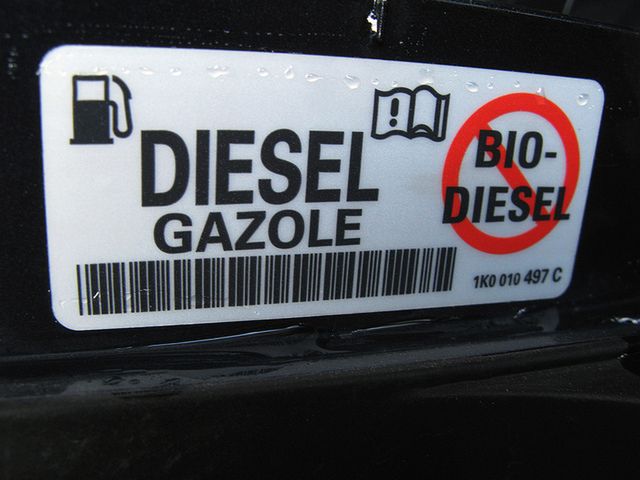 DIESEL
GAZOLE
BIO-
DIESEL
1K0 010 497 C